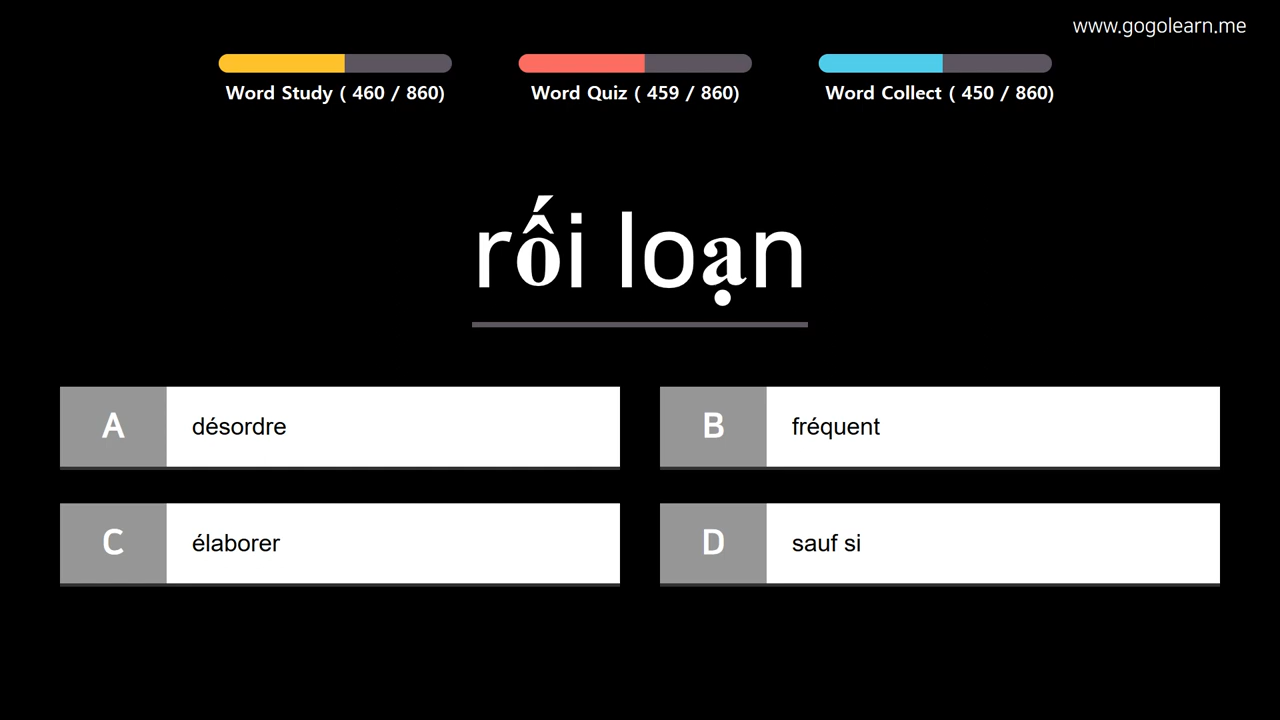 www.gogolearn.me
Word Study ( 460 / 860)
Word Quiz ( 459 / 860)
Word Collect ( 450 / 860)
rối loạn
A
désordre
B
fréquent
C
élaborer
D
sauf si